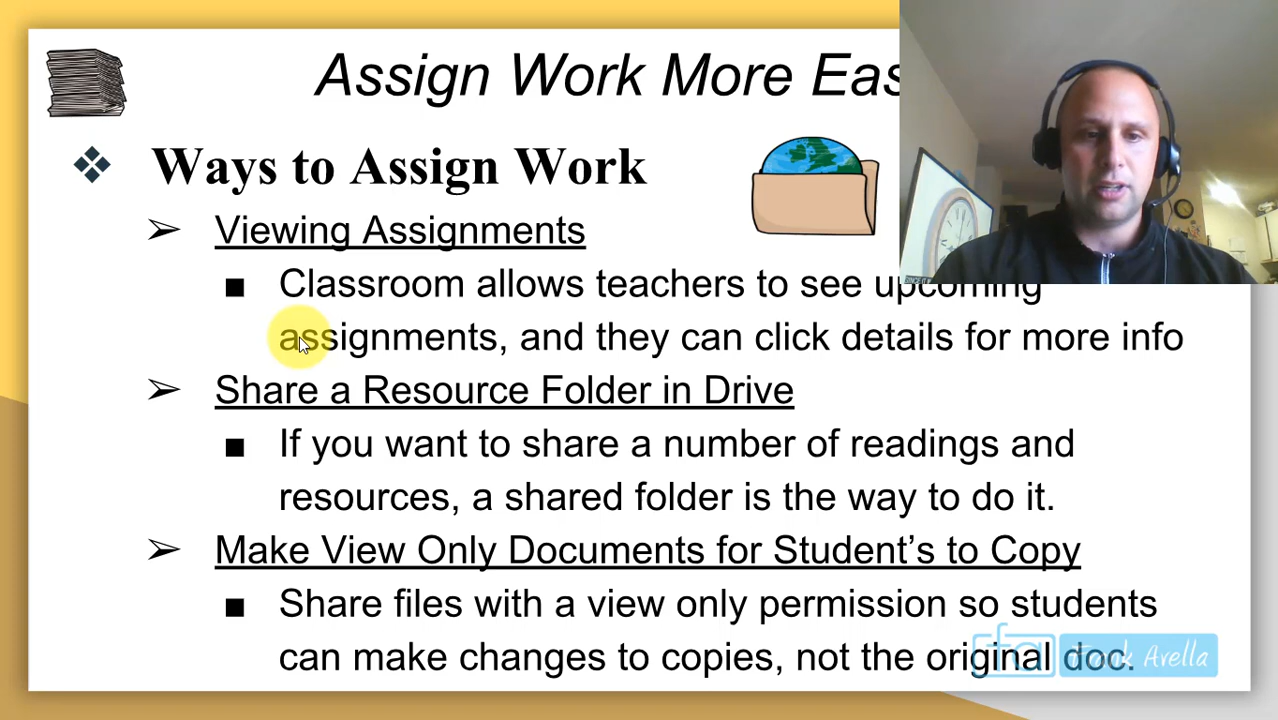 Assign Work More Eas
❖ Ways to Assign Work
➢ Viewing Assignments
■ Classroom allows teachers to see upcoming
assignments, and they can click details for more info
➢ Share a Resource Folder in Drive
■ If you want to share a number of readings and
resources, a shared folder is the way to do it.
➢ Make View Only Documents for Student’s to Copy
■ Share files with a view only permission so students
can make changes to copies, not the original doc.
fa Frank Avella